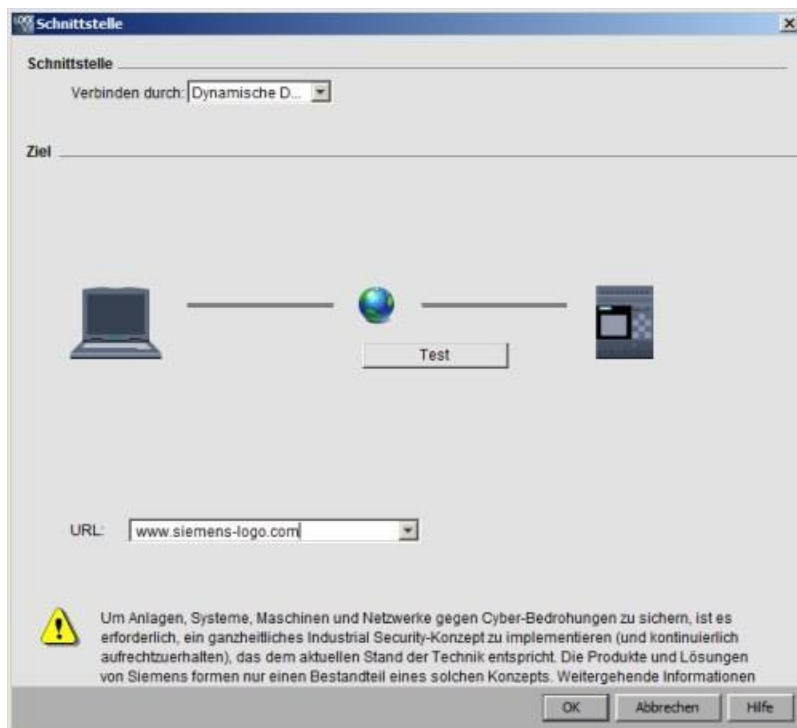 Schnittstelle
Schnittstelle
Verbinden durch: Dynamische D...
Ziel
Test
URL: www.siemens-logo.com
Um Anlagen, Systeme, Maschinen und Netzwerke gegen Cyber-Bedrohungen zu sichern, ist es
erforderlich, ein ganzheitliches Industrial Security-Konzept zu implementieren (und kontinuierlich
aufrechtzuerhalten), das dem aktuellen Stand der Technik entspricht. Die Produkte und Lösungen
von Siemens formen nur einen Bestandteil eines solchen Konzepts. Weitergehende Informationen
OK Abbrechen Hilfe